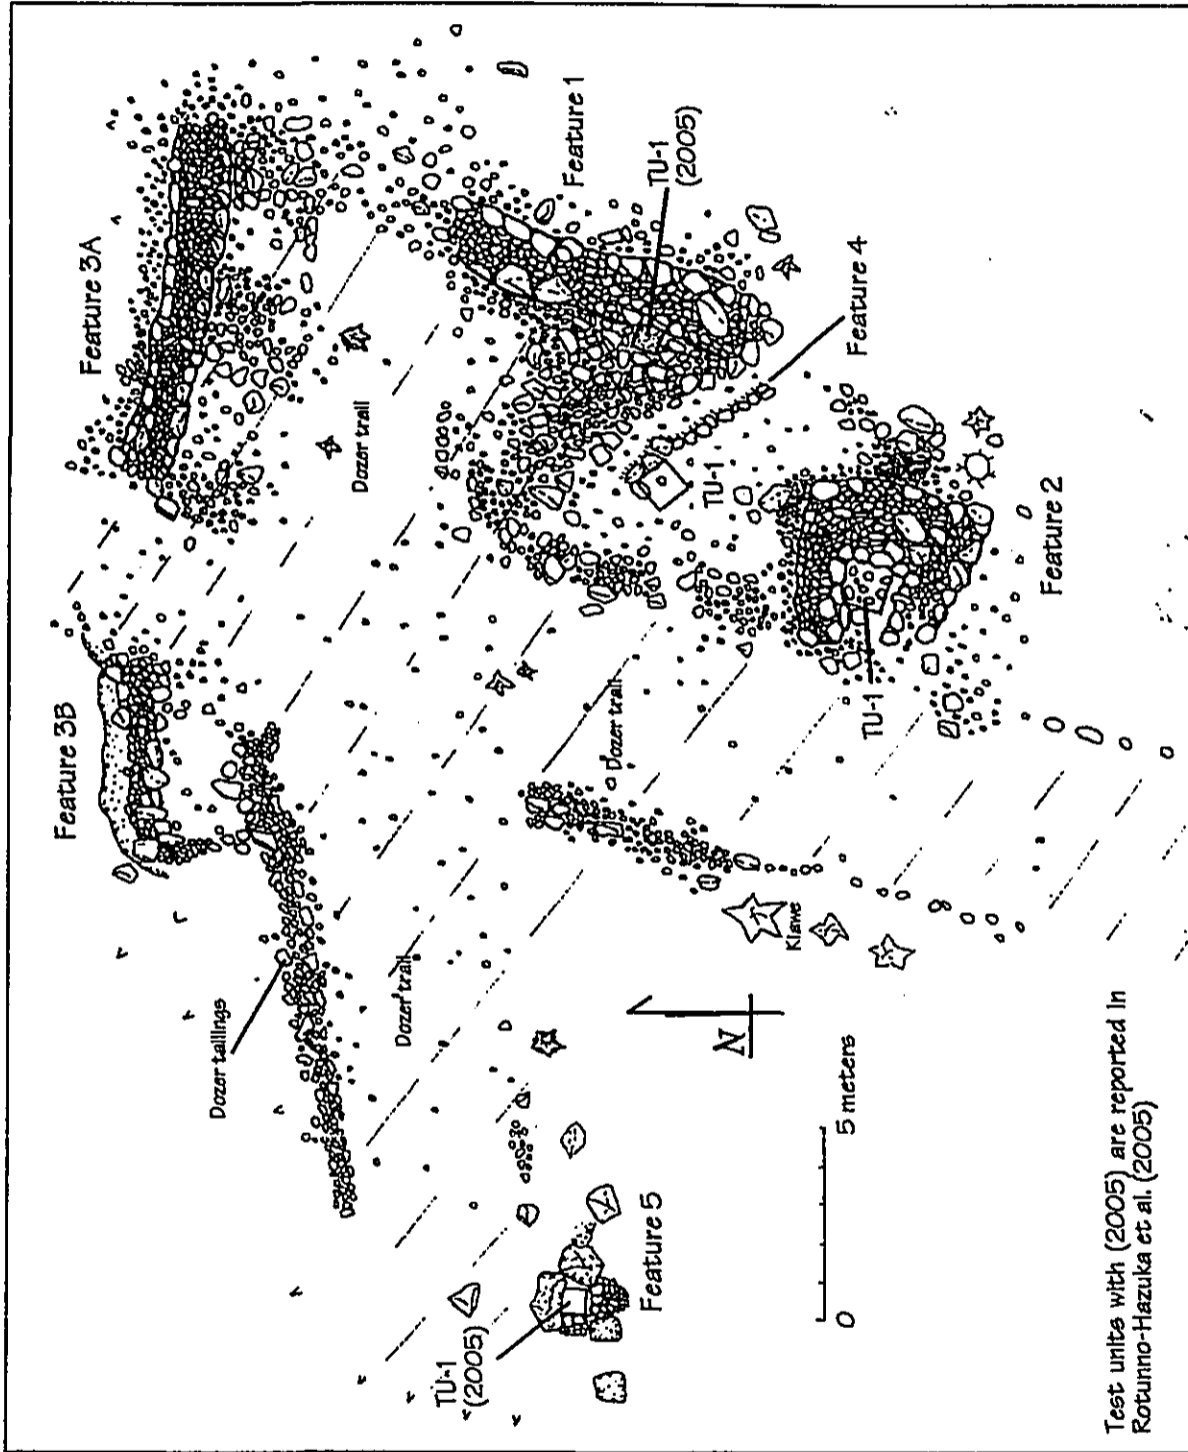 Feature 3A
Feature 1
TU-1
(2005)
Feature 4
Dozer trail
TU-1
Feature 2
TU-1
Feature 3B
Dozer trail
Kiawe
Dozer tailings
Dozer trail
N
Feature 5
TU-1
(2005)
0
5 meters
Test units with (2005) are reported in
Rotunno-Hazuka et al. (2005)